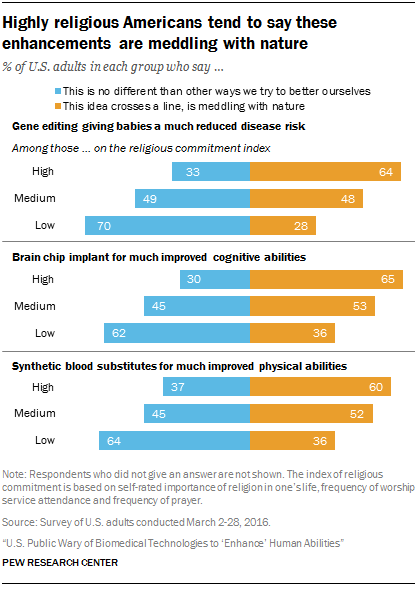 Highly religious Americans tend to say these
enhancements are meddling with nature
% of U.S. adults in each group who say ...
This is no different than other ways we try to better ourselves
This idea crosses a line, is meddling with nature
Gene editing giving babies a much reduced disease risk
Among those ... on the religious commitment index
High 33 64
Medium 49 48
Low 70 28
Brain chip implant for much improved cognitive abilities
High 30 65
Medium 45 53
Low 62 36
Synthetic blood substitutes for much improved physical abilities
High 37 60
Medium 45 52
Low 64 36
Note: Respondents who did not give an answer are not shown. The index of religious
commitment is based on self-rated importance of religion in one's life, frequency of worship
service attendance and frequency of prayer.
Source: Survey of U.S. adults conducted March 2-28, 2016.
"U.S. Public Wary of Biomedical Technologies to 'Enhance' Human Abilities"
PEW RESEARCH CENTER